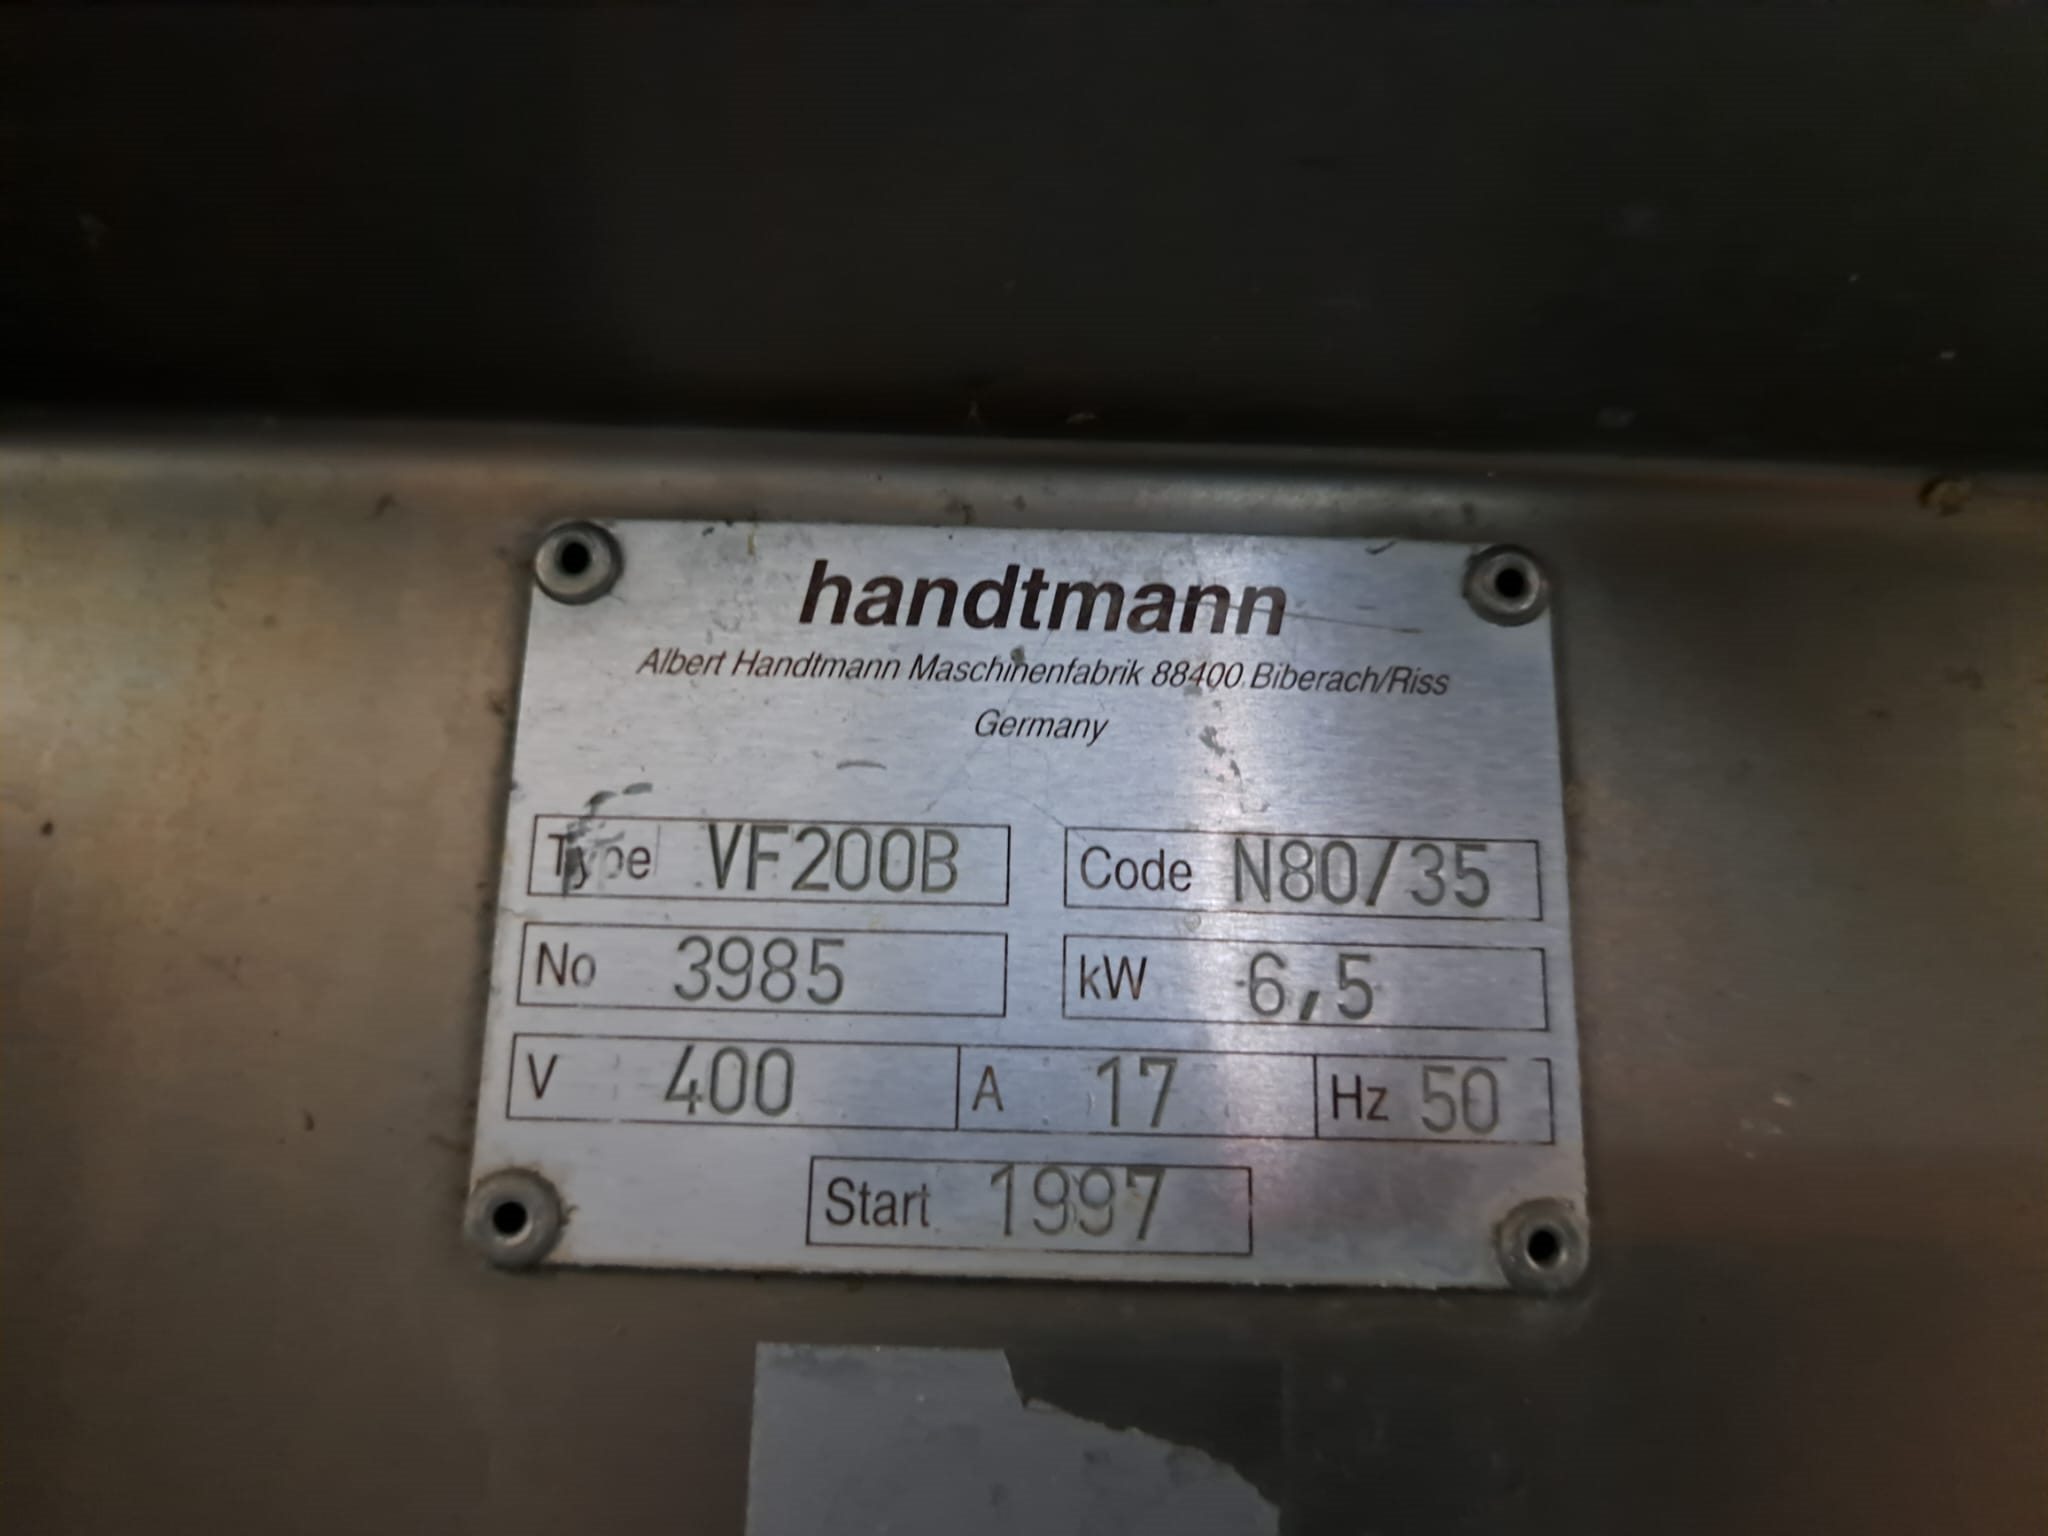 handtmann
Albert Handtmann Maschinenfabrik 88400 Biberach/Riss
Germany
Type VF200B Code N80/35
No 3985 kW 6,5
V 400 A 17 Hz 50
Start 1997